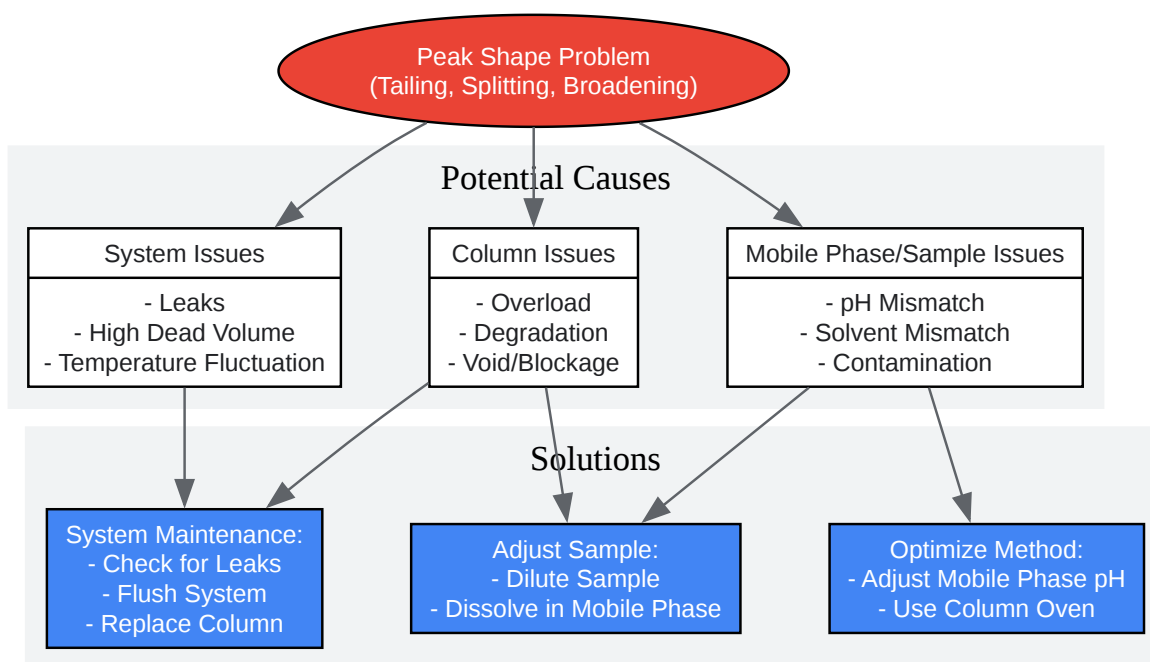 Peak Shape Problem
(Tailing, Splitting, Broadening)
Potential Causes
System Issues
- Leaks
- High Dead Volume
- Temperature Fluctuation
Column Issues
- Overload
- Degradation
- Void/Blockage
Mobile Phase/Sample Issues
- pH Mismatch
- Solvent Mismatch
- Contamination
Solutions
System Maintenance:
- Check for Leaks
- Flush System
- Replace Column
Adjust Sample:
- Dilute Sample
- Dissolve in Mobile Phase
Optimize Method:
- Adjust Mobile Phase pH
- Use Column Oven